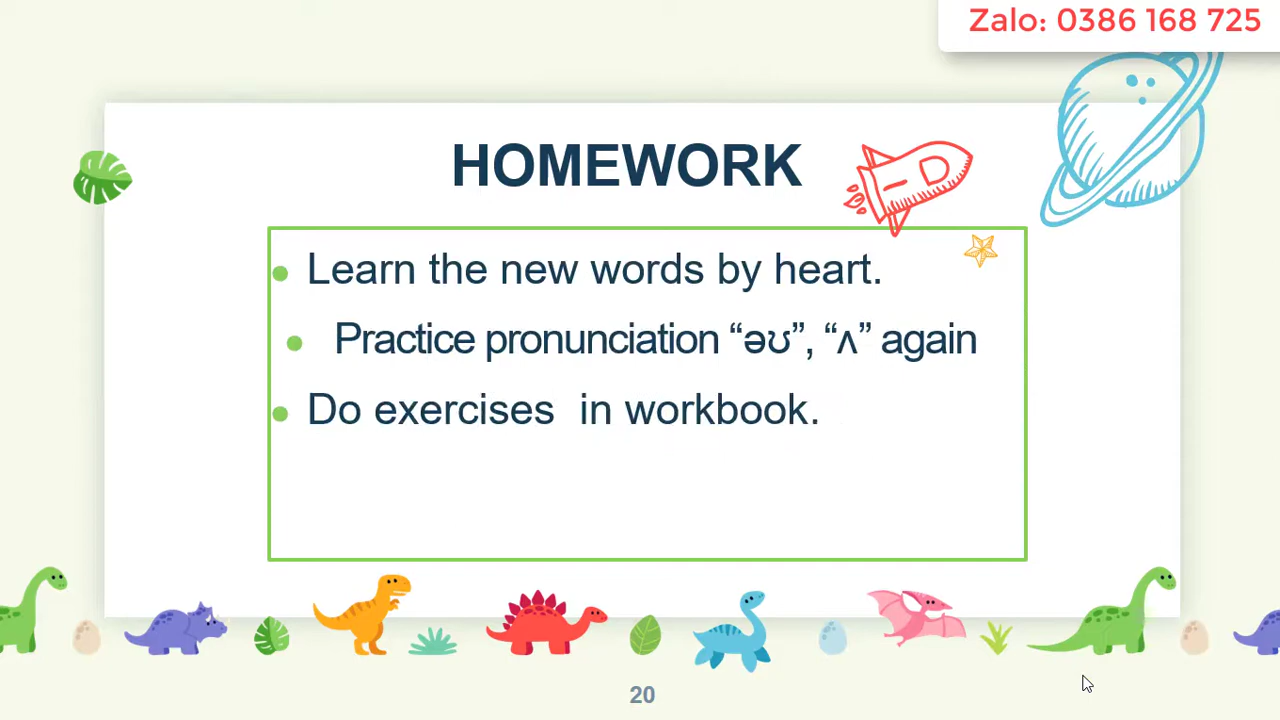 Zalo: 0386 168 725
HOMEWORK
Learn the new words by heart.
Practice pronunciation “əʊ”, “ʌ” again
Do exercises  in workbook.
20